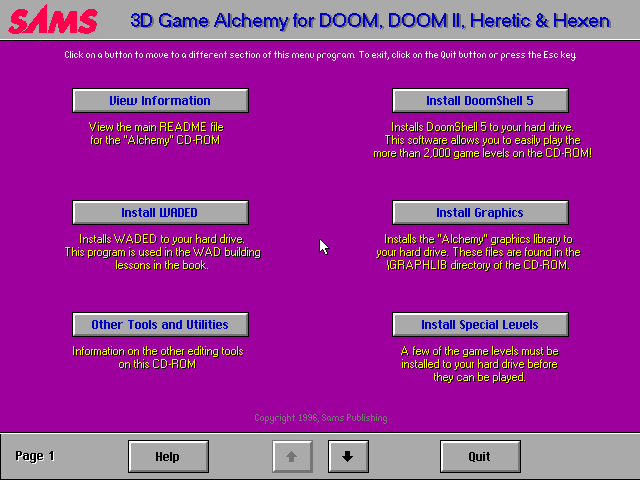 SAMS
3D Game Alchemy for DOOM, DOOM II, Heretic & Hexen
Click on a button to move to a different section of this menu program. To exit, click on the Quit button or press the Esc key.
View Information
View the main README file
for the "Alchemy" CD-ROM
Install DoomShell 5
Installs DoomShell 5 to your hard drive.
This software allows you to easily play the
more than 2,000 game levels on the CD-ROM!
Install WADED
Installs WADED to your hard drive.
This program is used in the WAD building
lessons in the book.
Install Graphics
Installs the "Alchemy" graphics library to
your hard drive. These files are found in the
\GRAPHLIB directory of the CD-ROM.
Other Tools and Utilities
Information on the other editing tools
on this CD-ROM
Install Special Levels
A few of the game levels must be
installed to your hard drive before
they can be played.
Copyright 1996, Sams Publishing
Page 1
Help
Quit